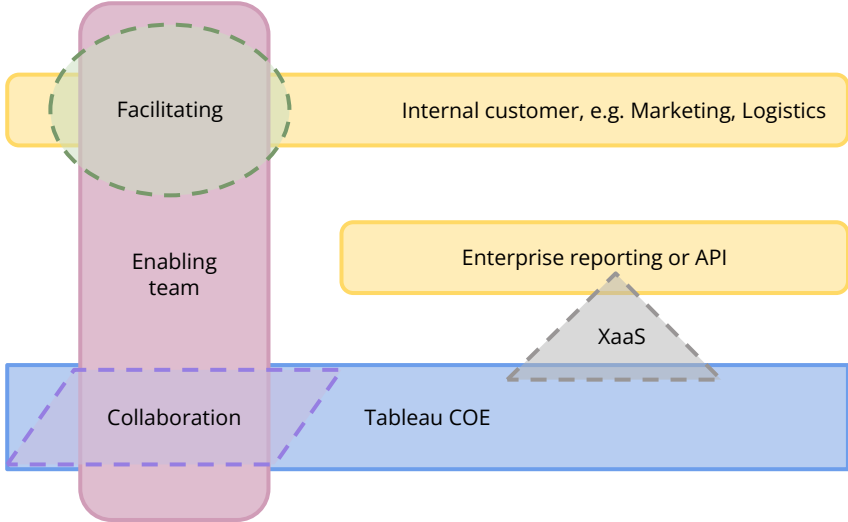 Facilitating
Internal customer, e.g. Marketing, Logistics
Enabling
team
Enterprise reporting or API
XaaS
Collaboration
Tableau COE